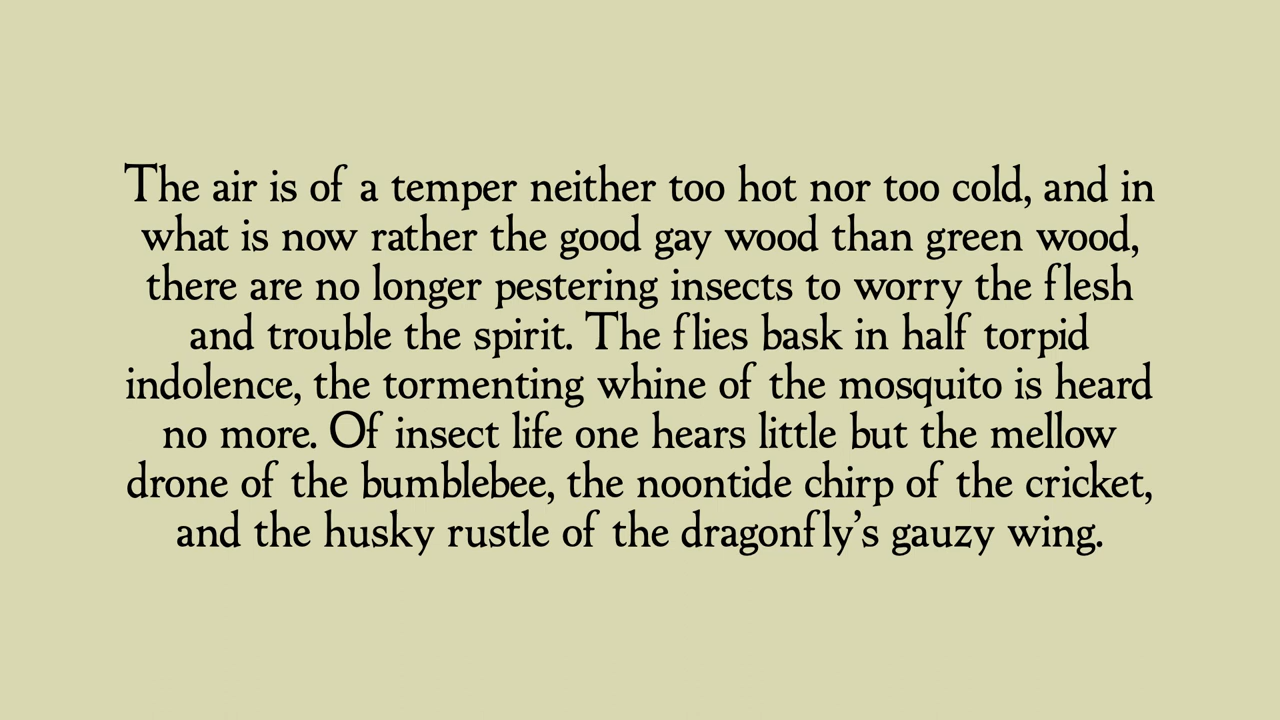 The air is of a temper neither too hot nor too cold, and in
what is now rather the good gay wood than green wood,
there are no longer pestering insects to worry the flesh
and trouble the spirit. The flies bask in half torpid
indolence, the tormenting whine of the mosquito is heard
no more. Of insect life one hears little but the mellow
drone of the bumblebee, the noontide chirp of the cricket,
and the husky rustle of the dragonfly’s gauzy wing.